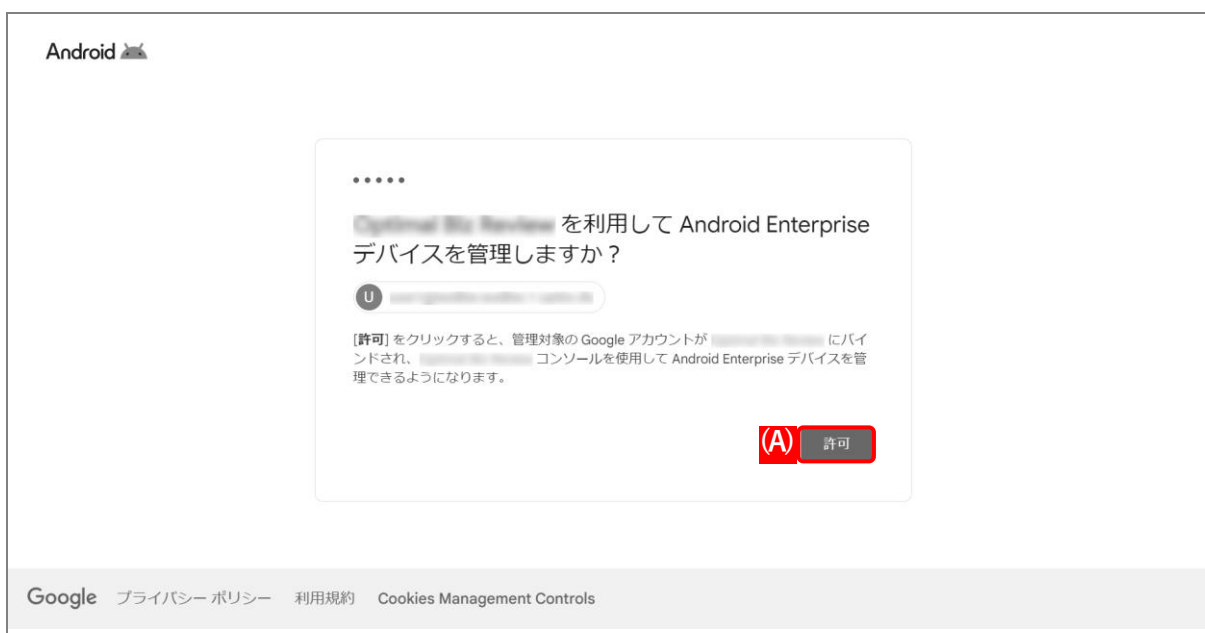 Android
を利用して Android Enterprise
デバイスを管理しますか？
U
[許可] をクリックすると、管理対象の Google アカウントが にバイ
ンドされ、 コンソールを使用して Android Enterprise デバイスを管
理できるようになります。
(A) 許可
Google プライバシー ポリシー 利用規約 Cookies Management Controls